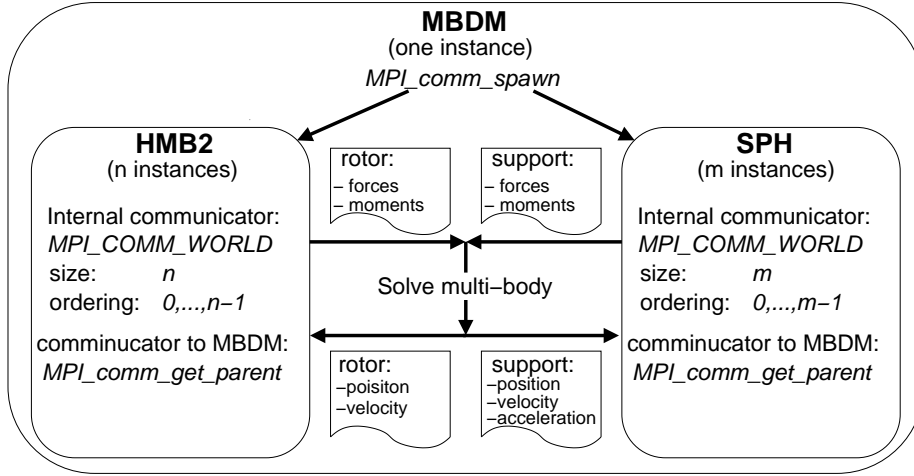 MBDM
(one instance)
MPI_comm_spawn
HMB2
(n instances)
Internal communicator:
MPI_COMM_WORLD
size: n
ordering: 0,...,n−1
comminucator to MBDM:
MPI_comm_get_parent
rotor:
− forces
− moments
support:
− forces
− moments
Solve multi−body
rotor:
−poisiton
−velocity
support:
−position
−velocity
−acceleration
SPH
(m instances)
Internal communicator:
MPI_COMM_WORLD
size: m
ordering: 0,...,m−1
comminucator to MBDM:
MPI_comm_get_parent